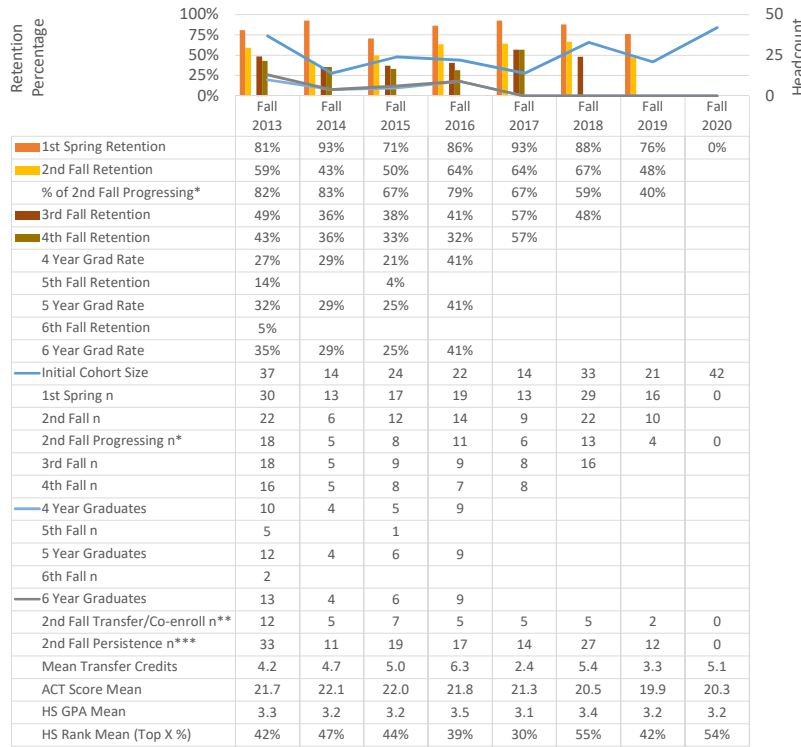 100% 50
75%
50% 25
25%
0% 0
Retention Percentage
Headcount
Fall 2013 Fall 2014 Fall 2015 Fall 2016 Fall 2017 Fall 2018 Fall 2019 Fall 2020
1st Spring Retention 81% 93% 71% 86% 93% 88% 76% 0%
2nd Fall Retention 59% 43% 50% 64% 64% 67% 48%
% of 2nd Fall Progressing* 82% 83% 67% 79% 67% 59% 40%
3rd Fall Retention 49% 36% 38% 41% 57% 48%
4th Fall Retention 43% 36% 33% 32% 57%
4 Year Grad Rate 27% 29% 21% 41%
5th Fall Retention 14% 4%
5 Year Grad Rate 32% 29% 25% 41%
6th Fall Retention 5%
6 Year Grad Rate 35% 29% 25% 41%
Initial Cohort Size 37 14 24 22 14 33 21 42
1st Spring n 30 13 17 19 13 29 16 0
2nd Fall n 22 6 12 14 9 22 10
2nd Fall Progressing n* 18 5 8 11 6 13 4 0
3rd Fall n 18 5 9 9 8 16
4th Fall n 16 5 8 7 8
4 Year Graduates 10 4 5 9
5th Fall n 5 1
5 Year Graduates 12 4 6 9
6th Fall n 2
6 Year Graduates 13 4 6 9
2nd Fall Transfer/Co-enroll n** 12 5 7 5 5 5 2 0
2nd Fall Persistence n*** 33 11 19 17 14 27 12 0
Mean Transfer Credits 4.2 4.7 5.0 6.3 2.4 5.4 3.3 5.1
ACT Score Mean 21.7 22.1 22.0 21.8 21.3 20.5 19.9 20.3
HS GPA Mean 3.3 3.2 3.2 3.5 3.1 3.4 3.2 3.2
HS Rank Mean (Top X %) 42% 47% 44% 39% 30% 55% 42% 54%